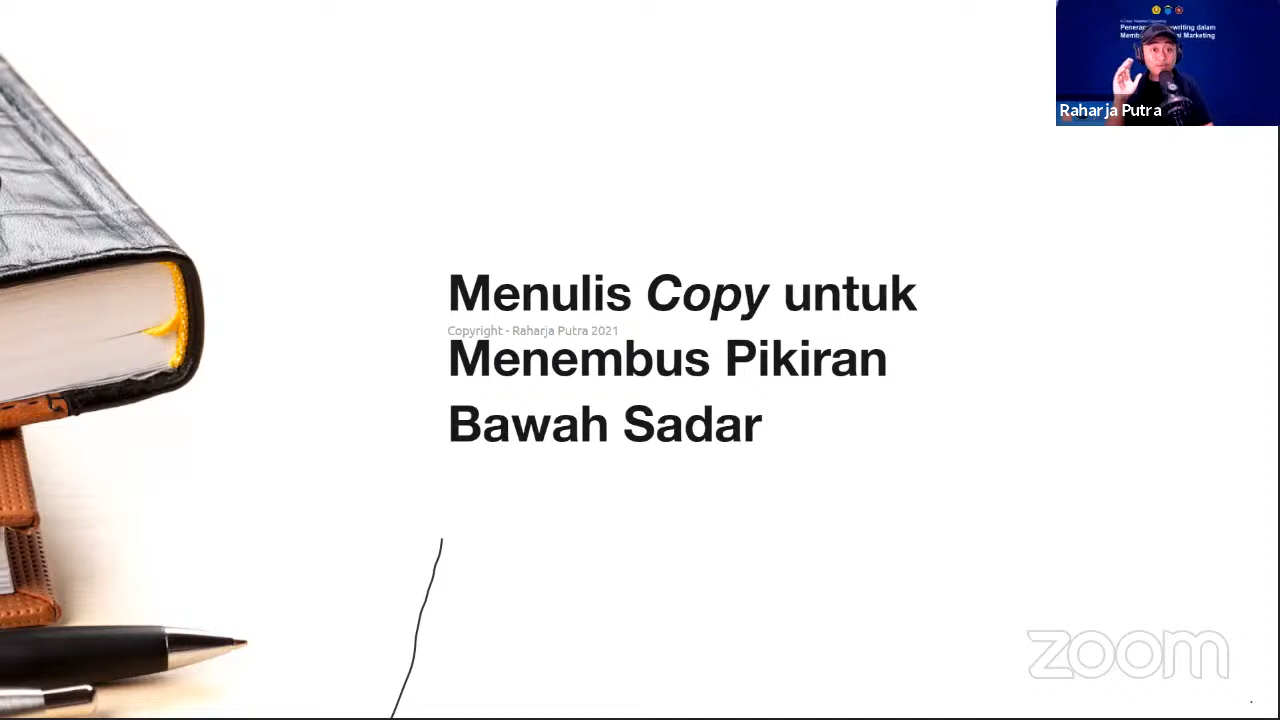 Menulis Copy untuk
Copyright - Raharja Putra 2021
Menembus Pikiran
Bawah Sadar
Raharja Putra
zoom